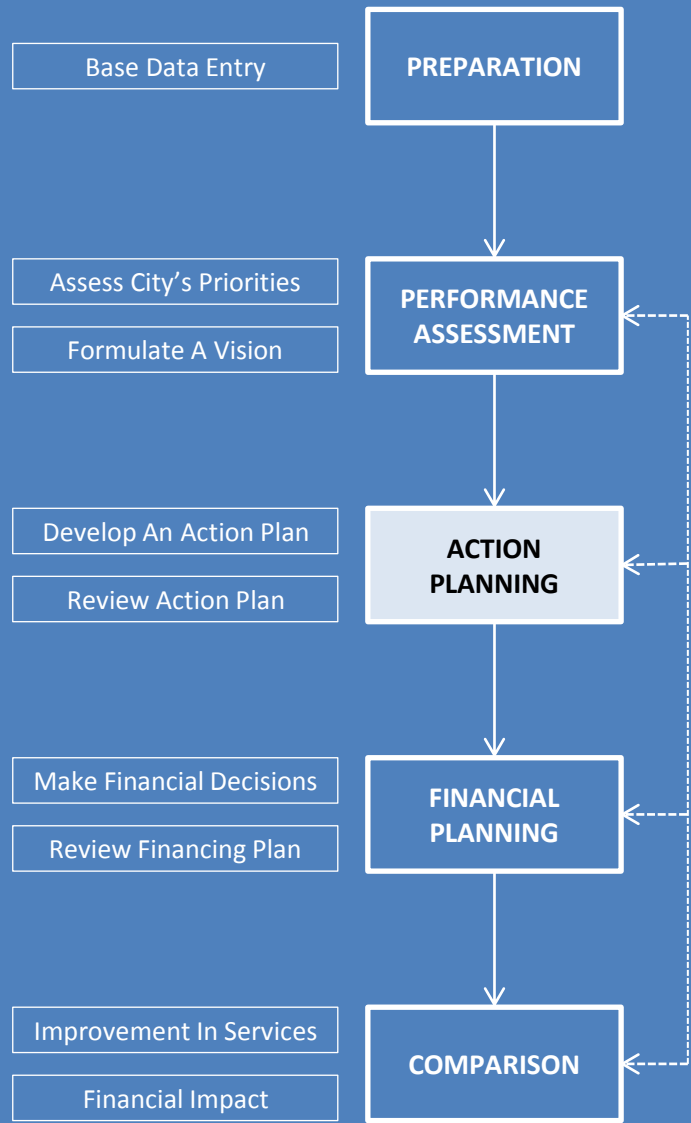 Base Data Entry
PREPARATION
Assess City’s Priorities
Formulate A Vision
PERFORMANCE
ASSESSMENT
Develop An Action Plan
Review Action Plan
ACTION
PLANNING
Make Financial Decisions
Review Financing Plan
FINANCIAL
PLANNING
Improvement In Services
Financial Impact
COMPARISON